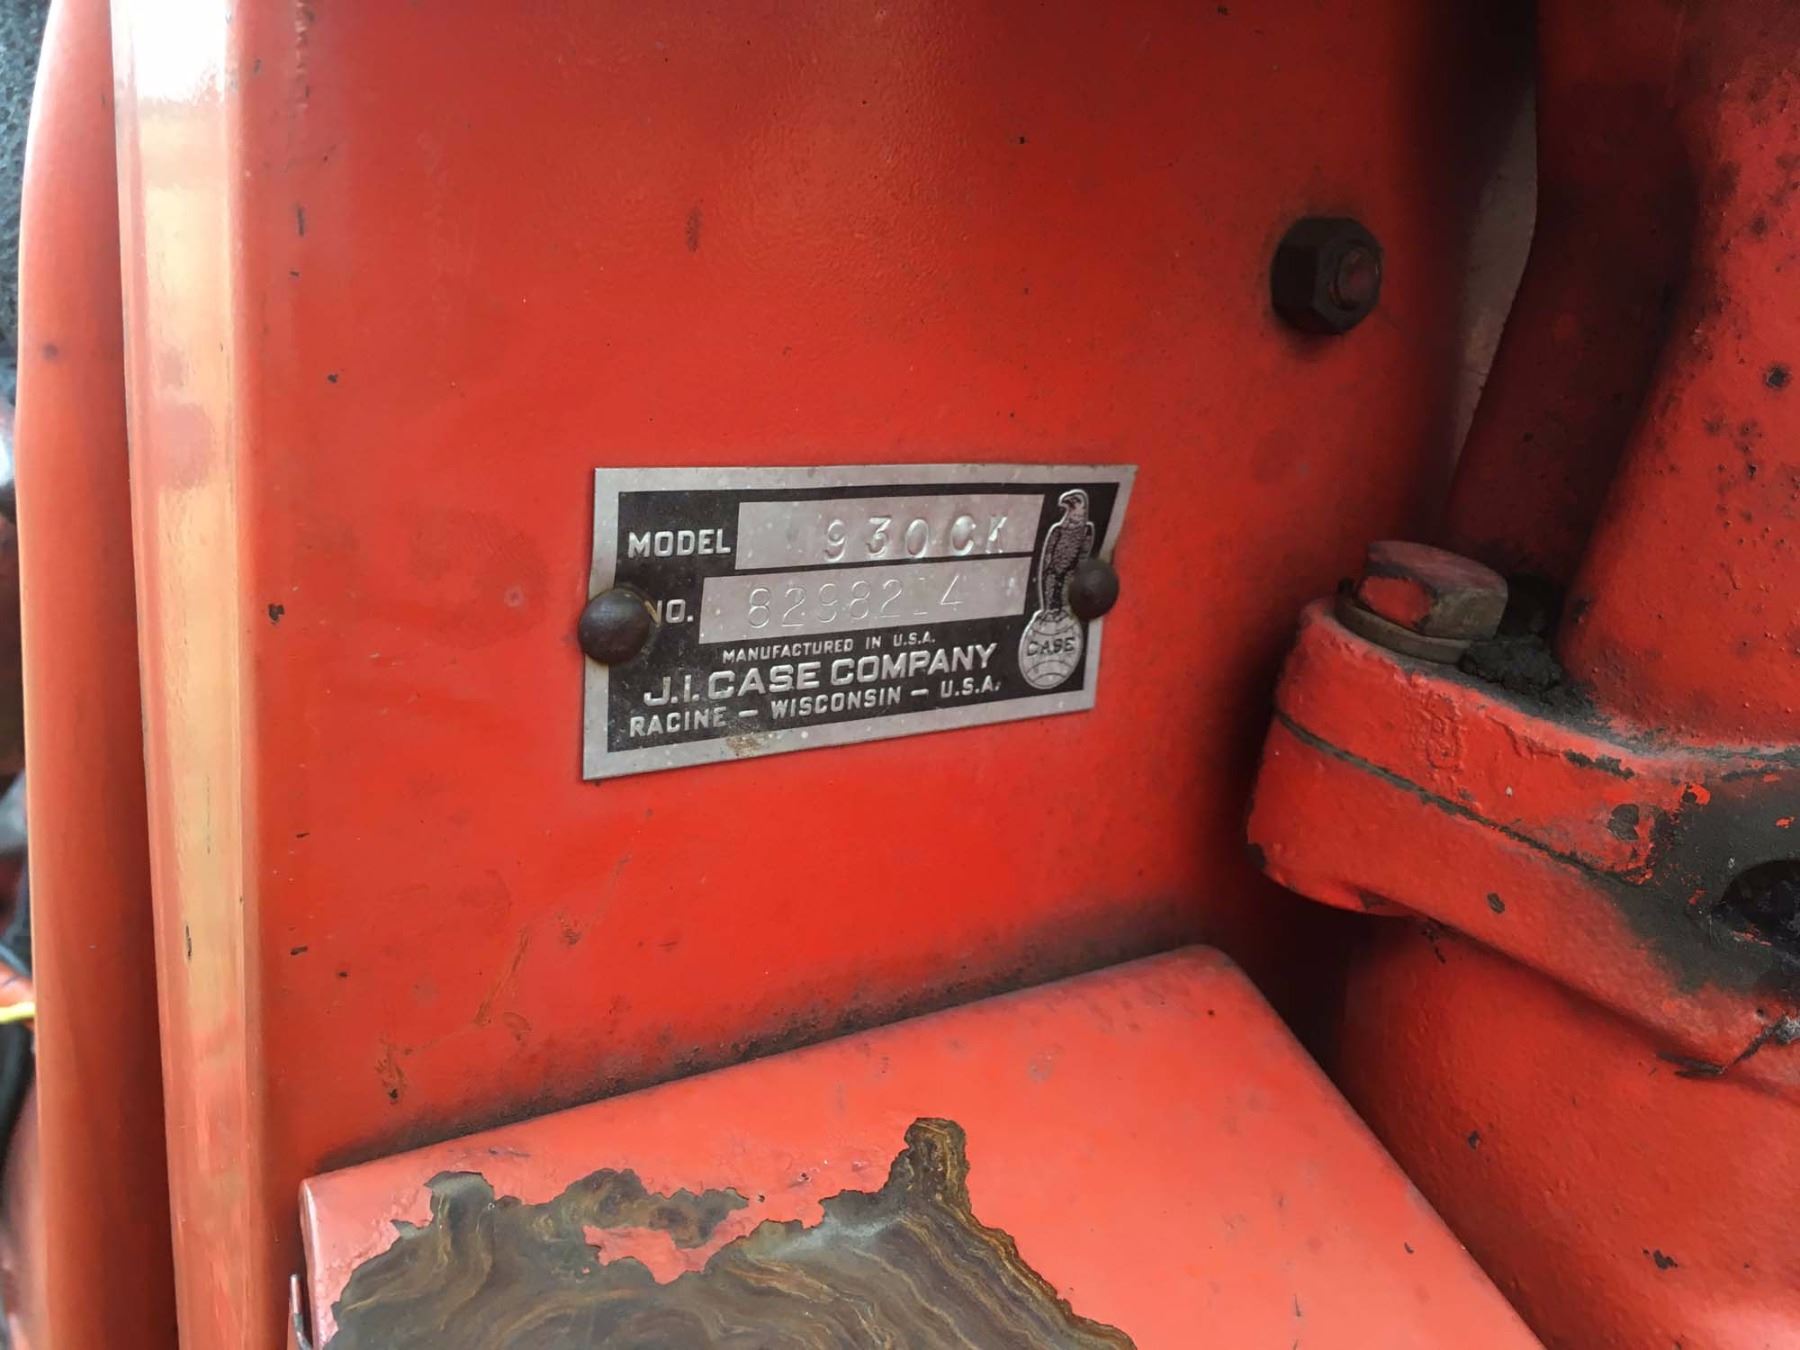 MODEL 930CK
NO. 8298214
MANUFACTURED IN U.S.A.
J.I. CASE COMPANY
RACINE — WISCONSIN — U.S.A.
CASE